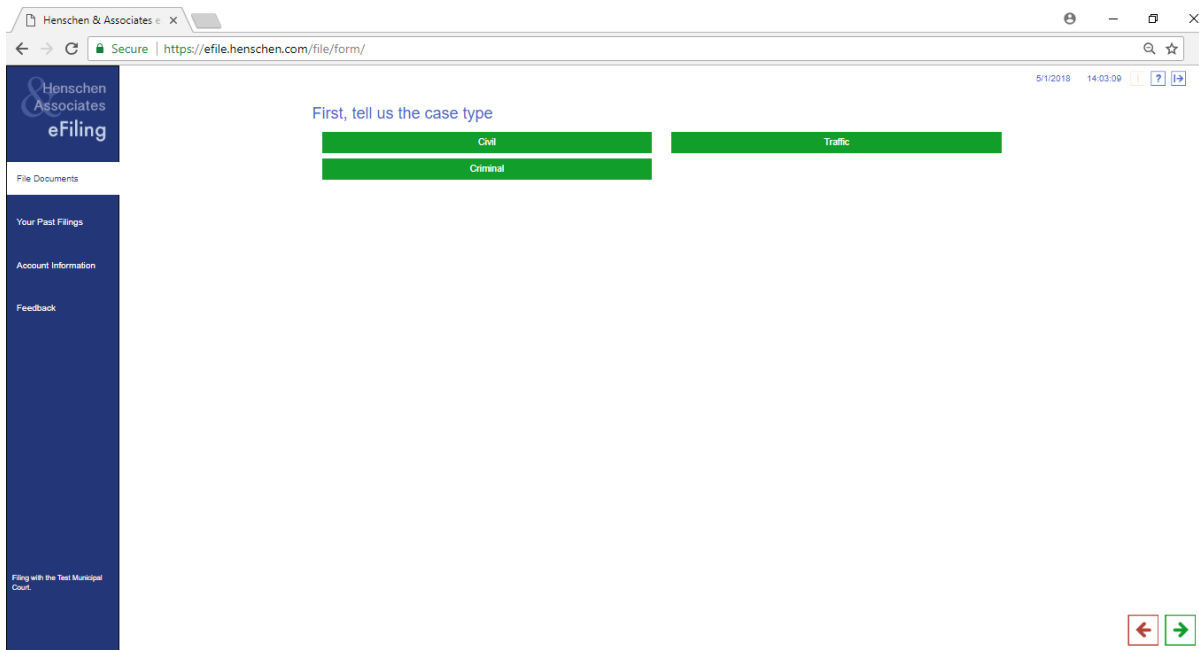 Henschen & Associates e
Secure | https://efile.henschen.com/file/form/
& Henschen
Associates
eFiling
5/1/2018 14:03:09 ! ?
First, tell us the case type
Civil
Traffic
Criminal
File Documents
Your Past Filings
Account Information
Feedback
Filing with the Test Municipal
Court.